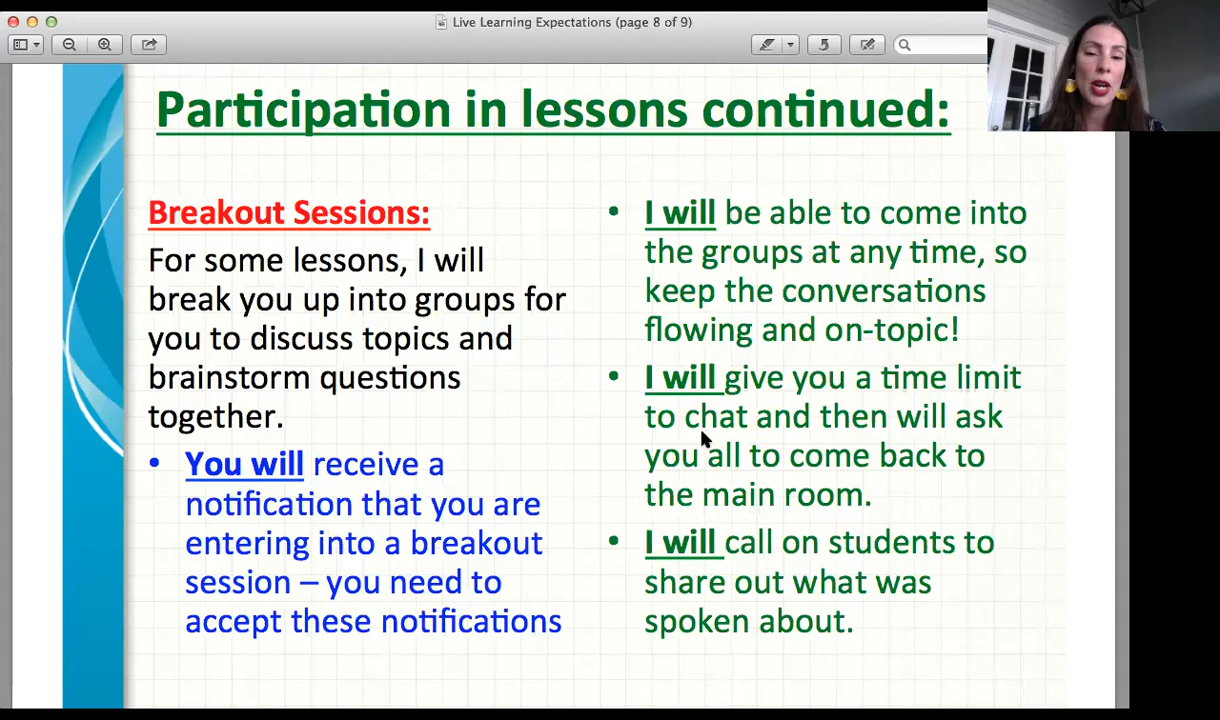 Live Learning Expectations (page 8 of 9)
Participation in lessons continued:
Breakout Sessions:
For some lessons, I will
break you up into groups for
you to discuss topics and
brainstorm questions
together.
• You will receive a
notification that you are
entering into a breakout
session – you need to
accept these notifications
• I will be able to come into
the groups at any time, so
keep the conversations
flowing and on-topic!
• I will give you a time limit
to chat and then will ask
you all to come back to
the main room.
• I will call on students to
share out what was
spoken about.